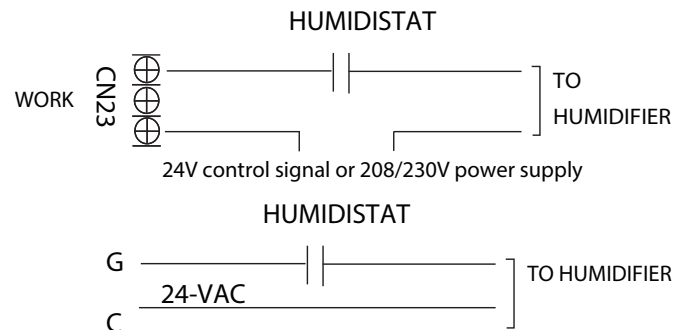 HUMIDISTAT
WORK
CN23
TO
HUMIDIFIER
24V control signal or 208/230V power supply
HUMIDISTAT
G
24-VAC
TO HUMIDIFIER
C